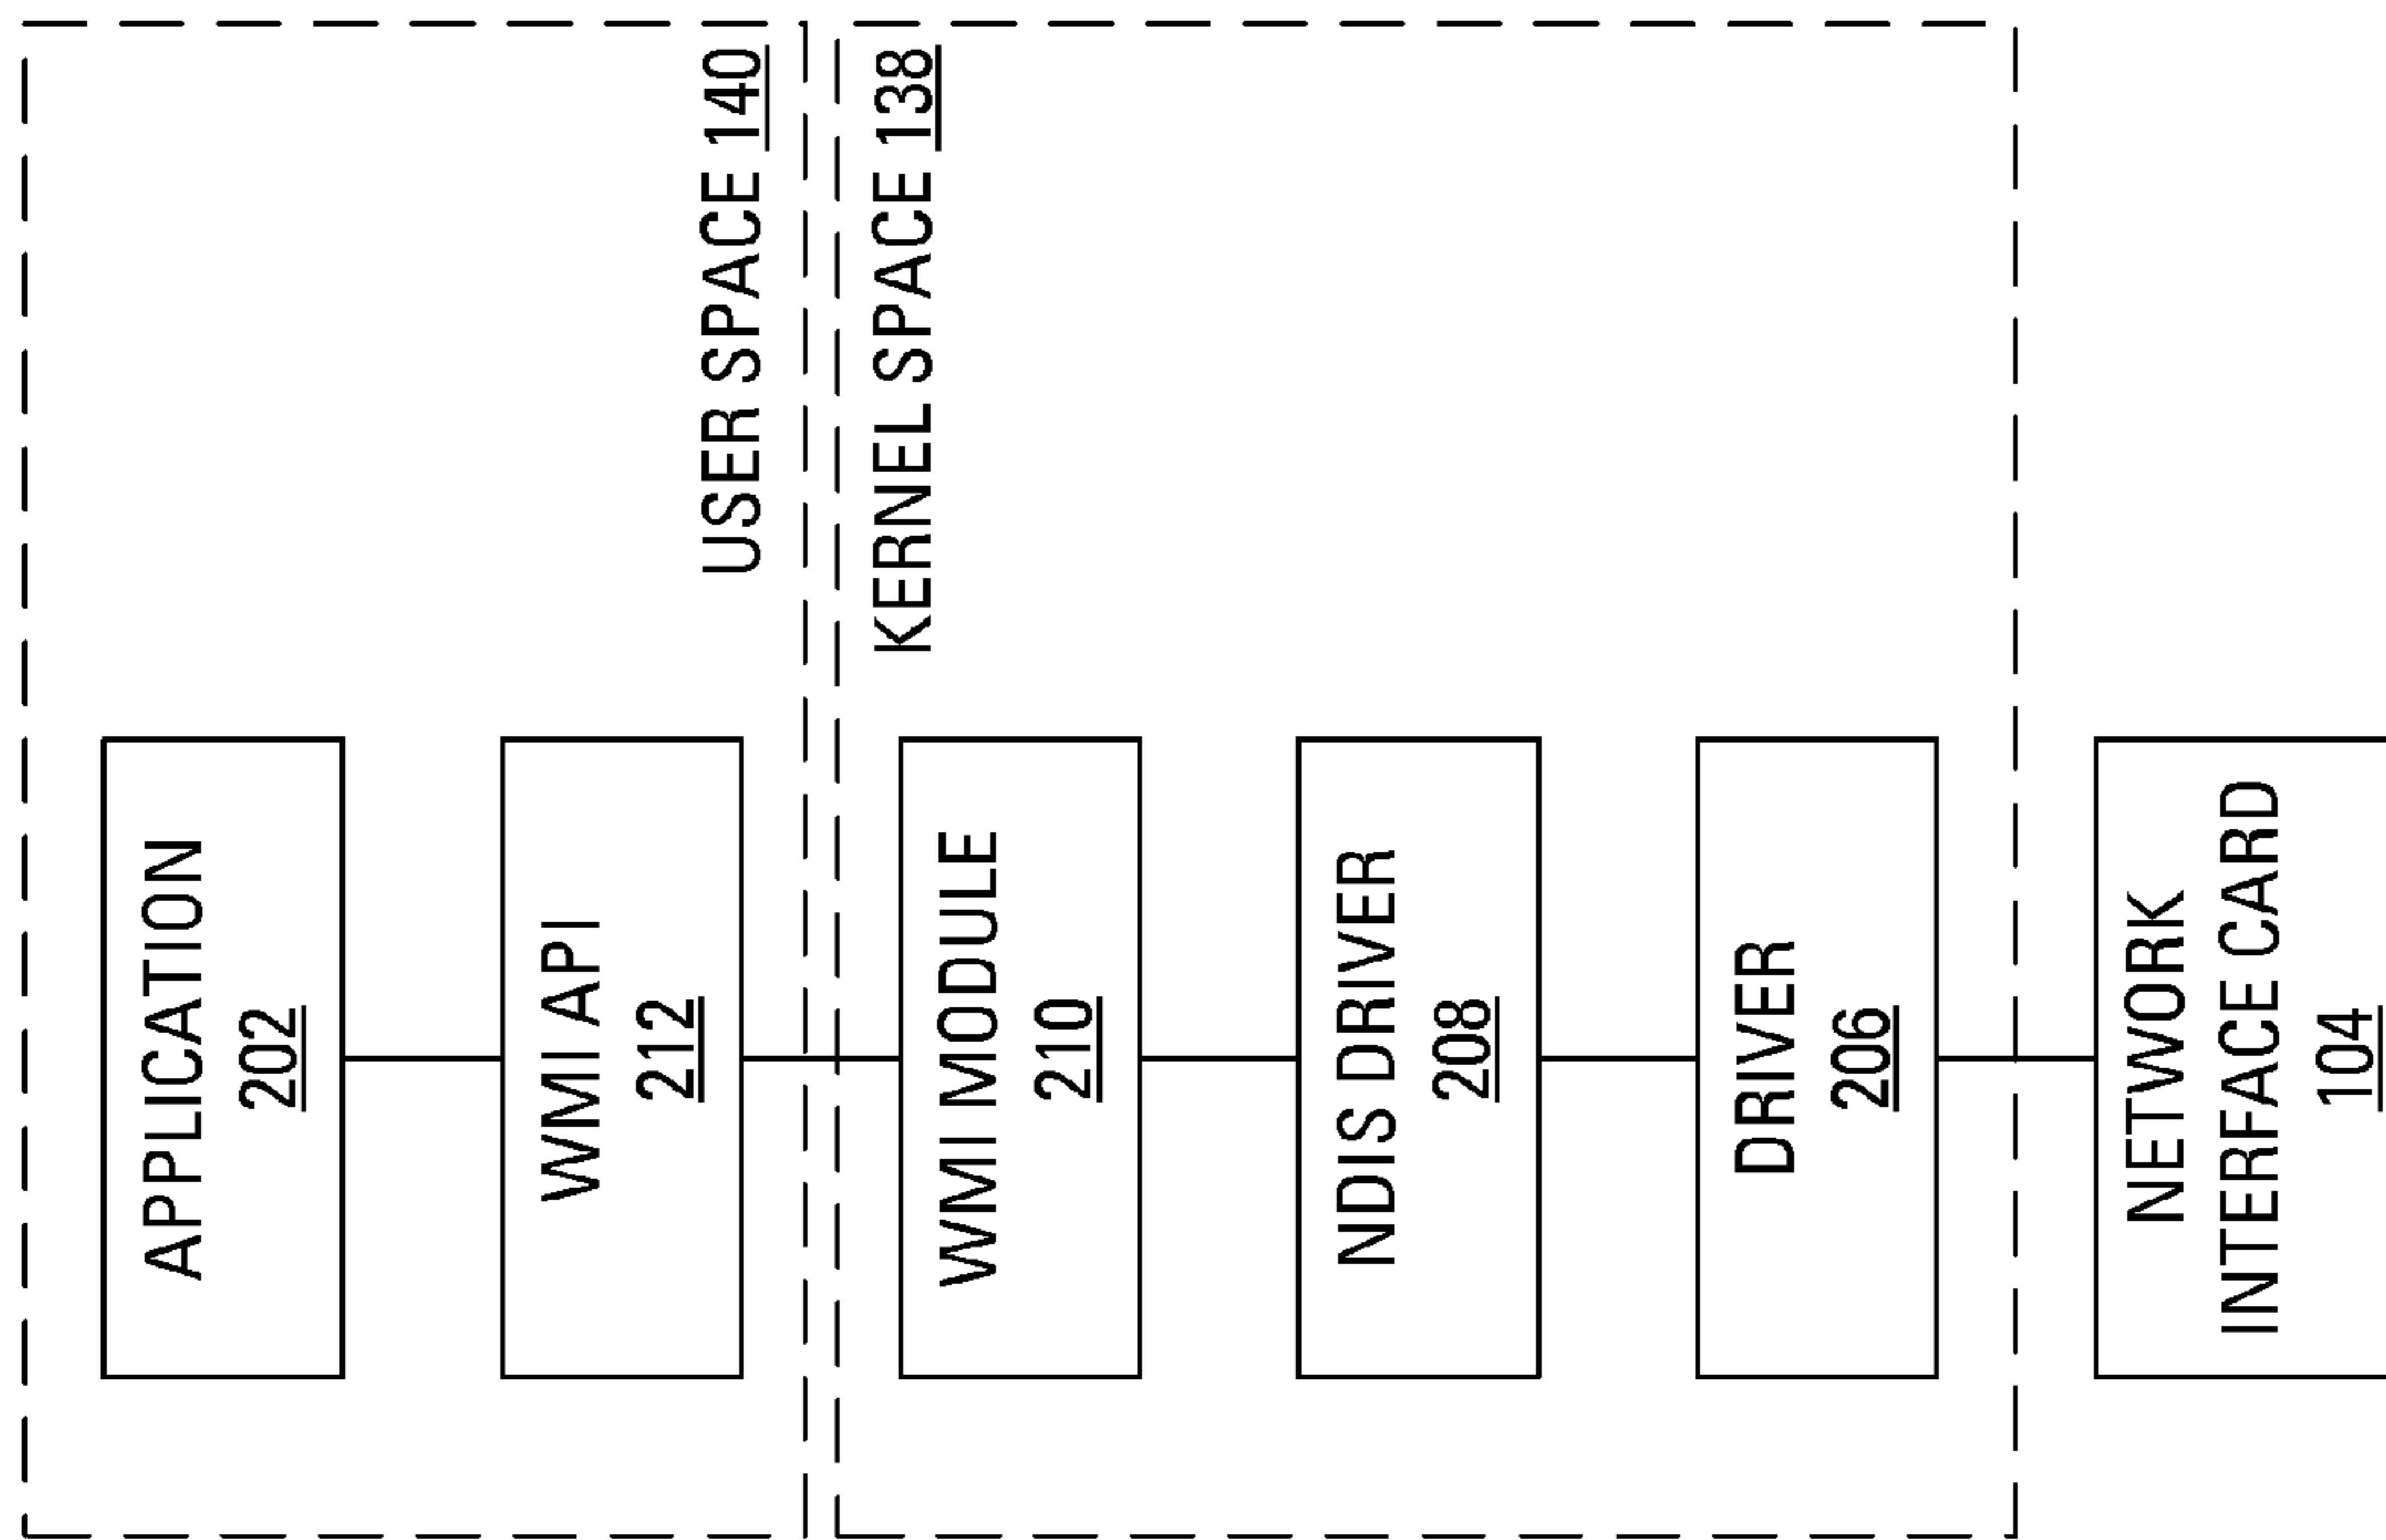 APPLICATION
202
WMI API
212
USER SPACE 140
KERNEL SPACE 138
WMI MODULE
210
NDIS DRIVER
208
DRIVER
206
NETWORK
INTERFACE CARD
104